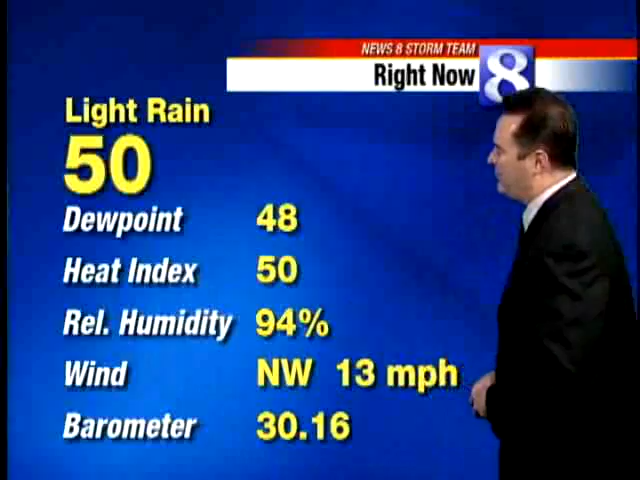 NEWS 8 STORM TEAM
Right Now 8
Light Rain
50
Dewpoint 48
Heat Index 50
Rel. Humidity 94%
Wind NW 13 mph
Barometer 30.16